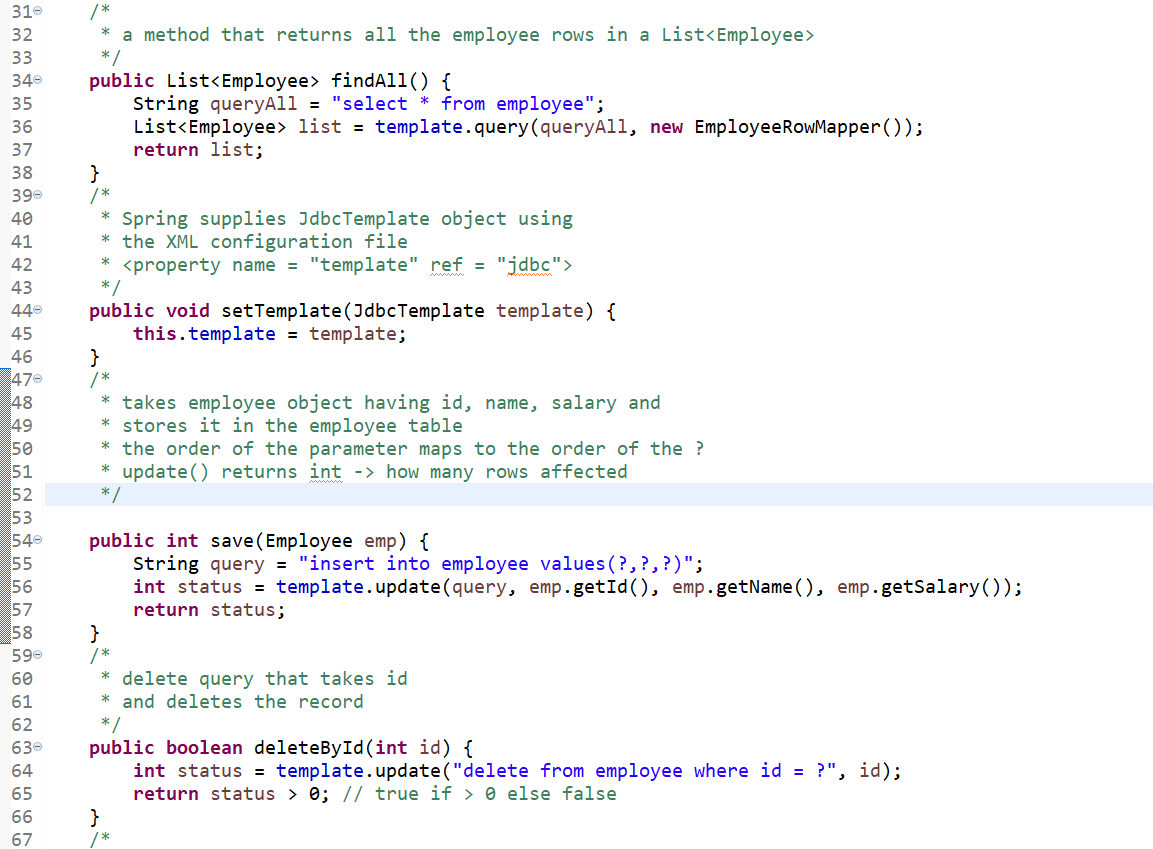 31 /*
32 * a method that returns all the employee rows in a List<Employee>
33 */
34 public List<Employee> findAll() {
35 String queryAll = "select * from employee";
36 List<Employee> list = template.query(queryAll, new EmployeeRowMapper());
37 return list;
38 }
39 /*
40 * Spring supplies JdbcTemplate object using
41 * the XML configuration file
42 * <property name = "template" ref = "jdbc">
43 */
44 public void setTemplate(JdbcTemplate template) {
45 this.template = template;
46 }
47 /*
48 * takes employee object having id, name, salary and
49 * stores it in the employee table
50 * the order of the parameter maps to the order of the ?
51 * update() returns int -> how many rows affected
52 */
53
54 public int save(Employee emp) {
55 String query = "insert into employee values(?,?,?)";
56 int status = template.update(query, emp.getId(), emp.getName(), emp.getSalary());
57 return status;
58 }
59 /*
60 * delete query that takes id
61 * and deletes the record
62 */
63 public boolean deleteById(int id) {
64 int status = template.update("delete from employee where id = ?", id);
65 return status > 0; // true if > 0 else false
66 }
67 /*